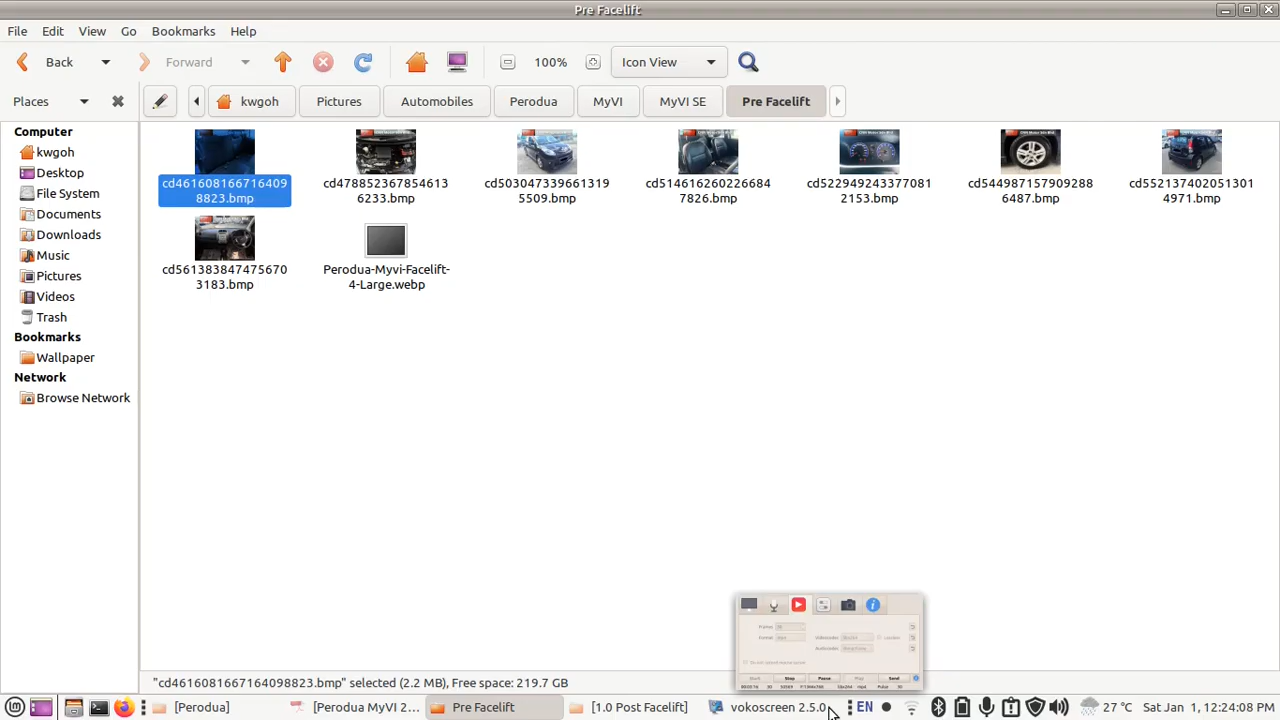 Pre Facelift
File Edit View Go Bookmarks Help
Back Forward 100% Icon View
Places kwgoh Pictures Automobiles Perodua MyVI MyVI SE Pre Facelift
Computer
kwgoh
Desktop
File System
Documents
Downloads
Music
Pictures
Videos
Trash
Bookmarks
Wallpaper
Network
Browse Network
cd461608166716409 cd478852367854613 cd503047339661319 cd514616260226684 cd522949243377081 cd544987157909288 cd552137402051301
8823.bmp 6233.bmp 5509.bmp 7826.bmp 2153.bmp 6487.bmp 4971.bmp
cd561383847475670 Perodua-Myvi-Facelift-
3183.bmp 4-Large.webp
Stop Pause Play Send
"cd4616081667164098823.bmp" selected (2.2 MB), Free space: 219.7 GB
[Perodua] [Perodua MyVI 2... Pre Facelift [1.0 Post Facelift] vokoscreen 2.5.0 EN 27 °C Sat Jan 1, 12:24:08 PM